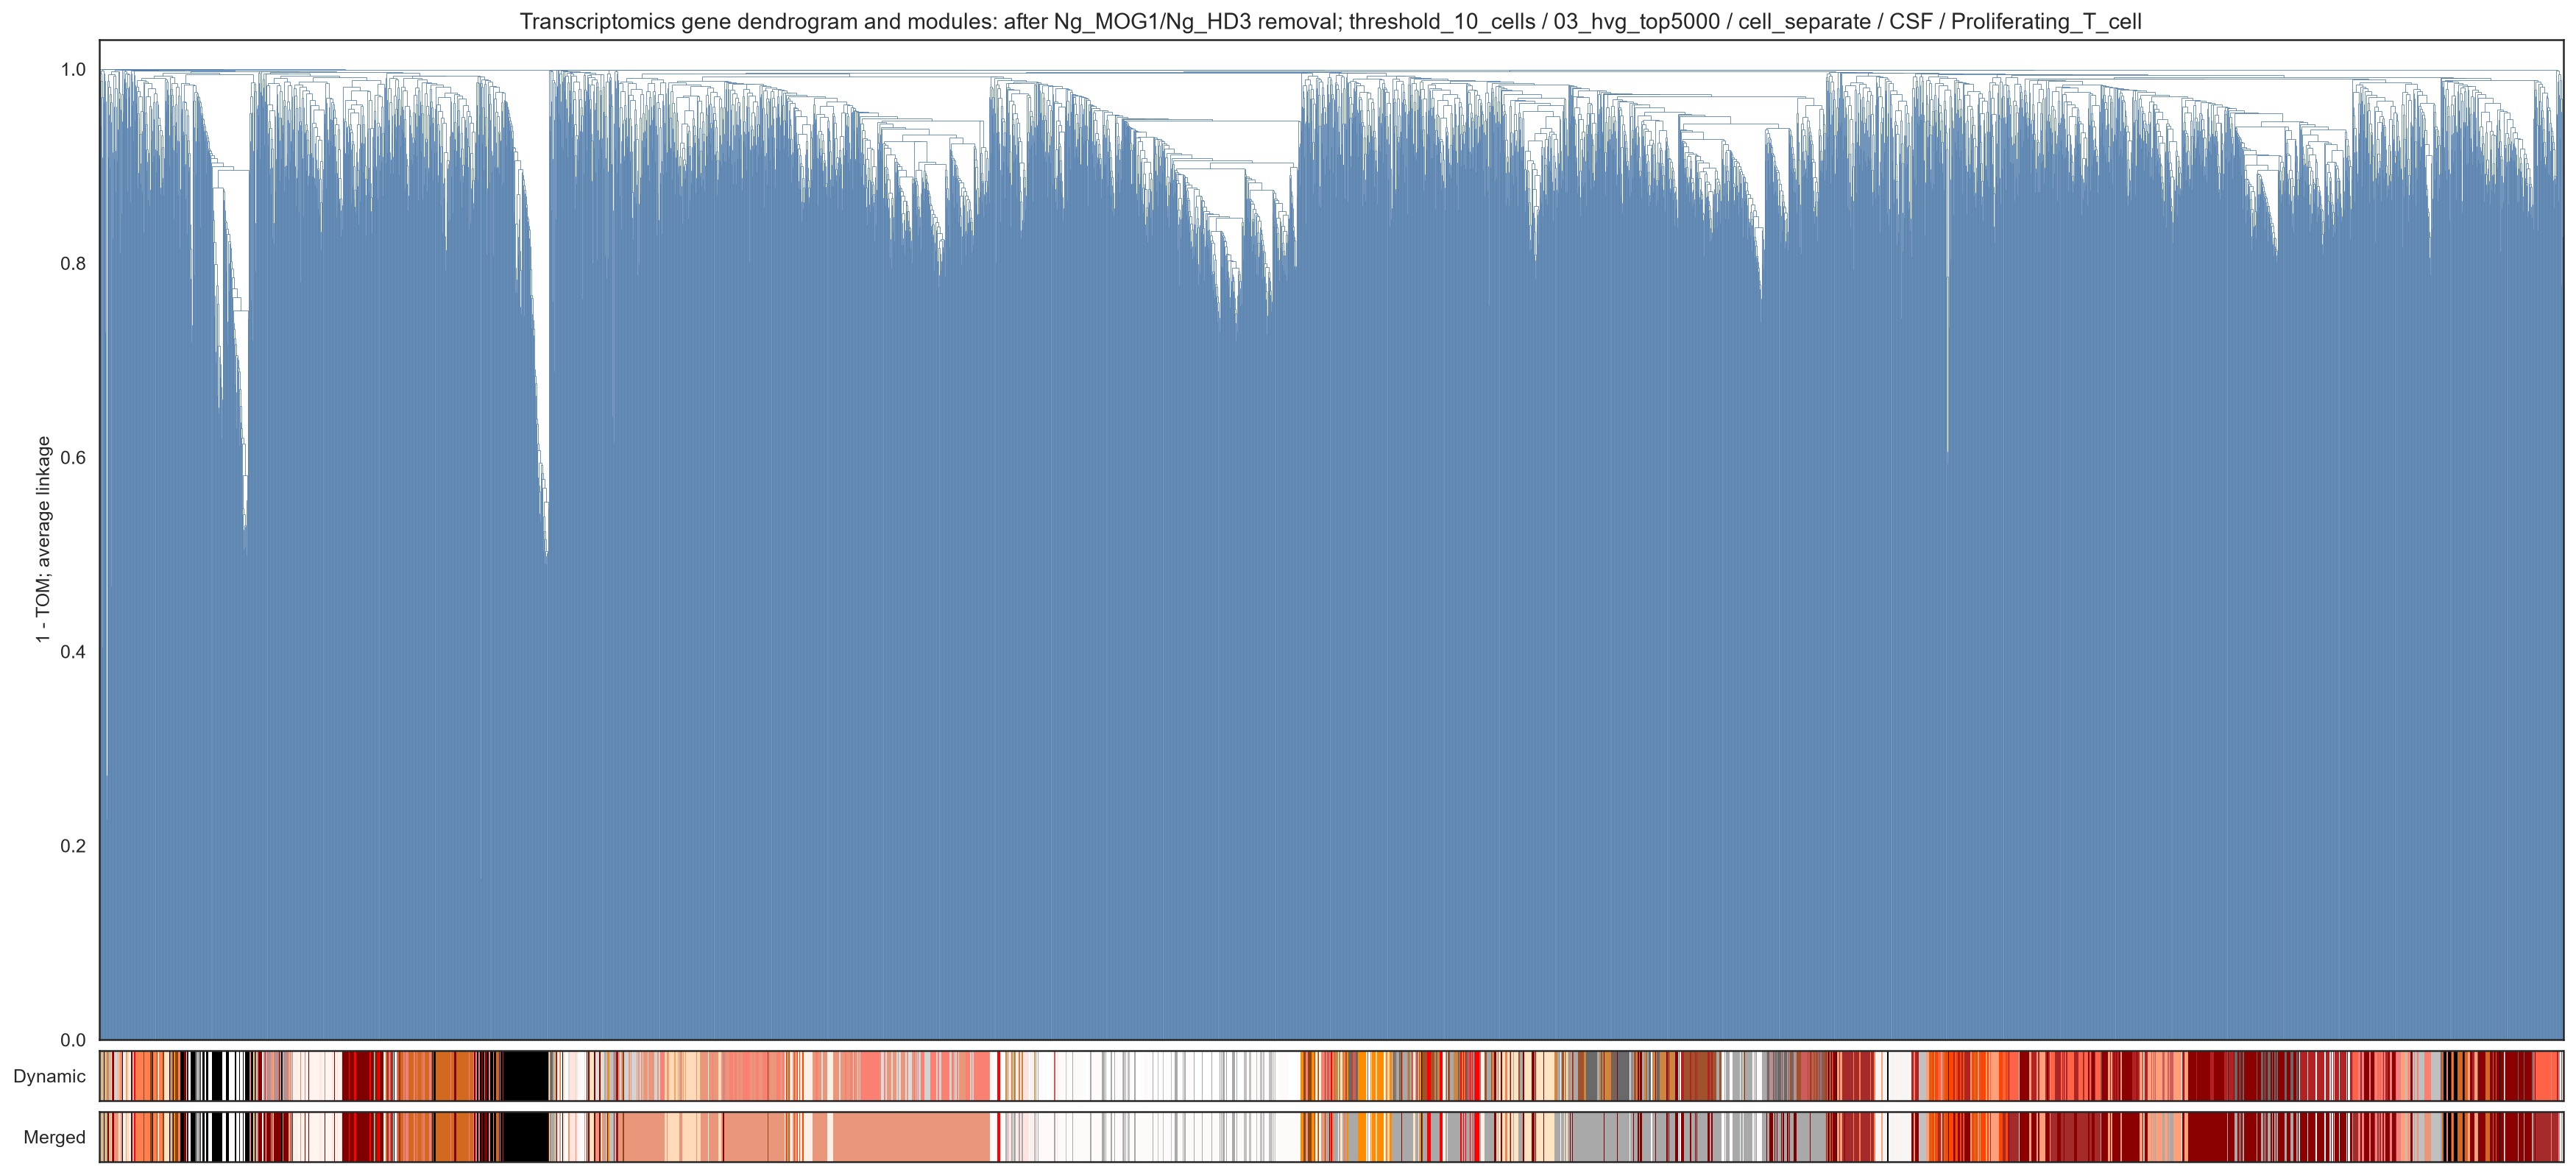 Transcriptomics gene dendrogram and modules: after Ng_MOG1/Ng_HD3 removal; threshold_10_cells / 03_hvg_top5000 / cell_separate / CSF / Proliferating_T_cell
1.0
0.8
0.6
0.4
0.2
0.0
1 - TOM; average linkage
Dynamic
Merged